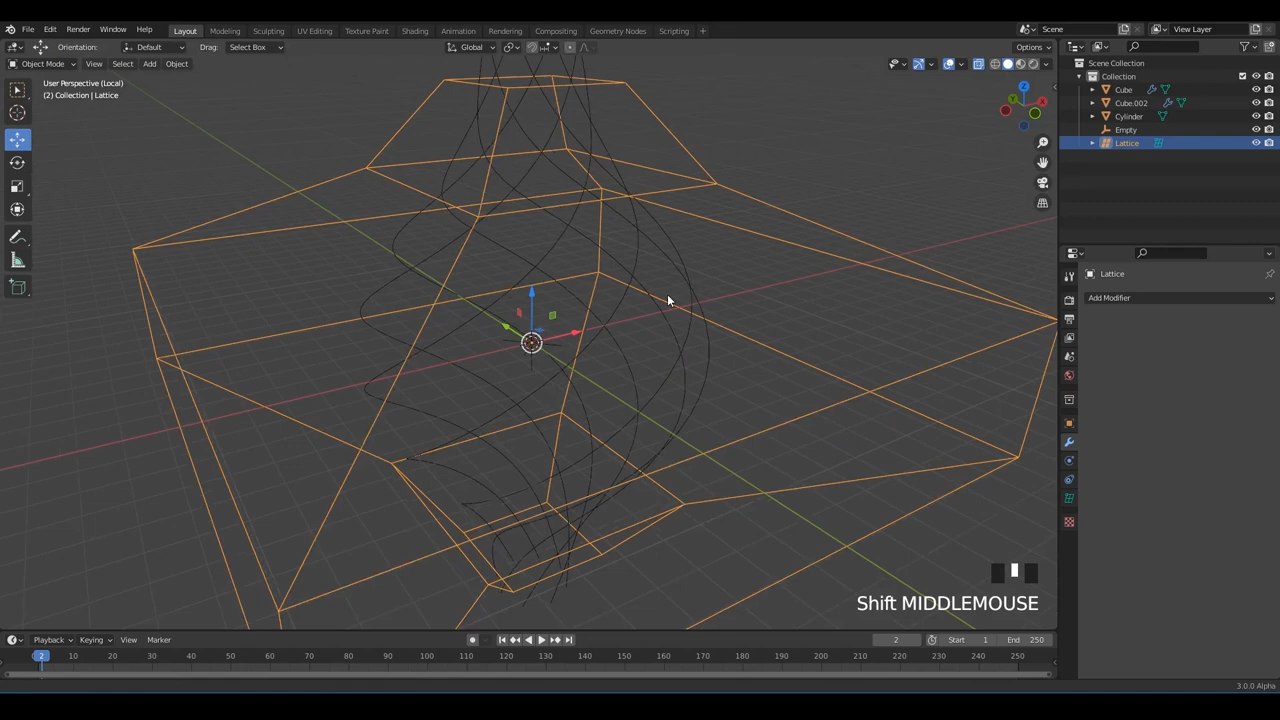 File Edit Render Window Help Layout Modeling Sculpting UV Editing Texture Paint Shading Animation Rendering Compositing Geometry Nodes Scripting + Scene View Layer
Orientation: Default Drag: Select Box Global Options
Object Mode View Select Add Object
User Perspective (Local)
(2) Collection | Lattice
Scene Collection
Collection
Cube
Cube.002
Cylinder
Empty
Lattice
Z
X
Y
Lattice
Add Modifier
Shift MIDDLEMOUSE
Playback Keying View Marker 2 Start 1 End 250
2 10 20 30 40 50 60 70 80 90 100 110 120 130 140 150 160 170 180 190 200 210 220 230 240 250
3.0.0 Alpha